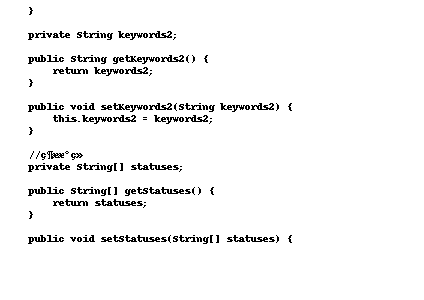 }
private String keywords2;
public String getKeywords2() {
return keywords2;
}
public void setKeywords2(String keywords2) {
this.keywords2 = keywords2;
}
//
private String[] statuses;
public String[] getStatuses() {
return statuses;
}
public void setStatuses(String[] statuses) {